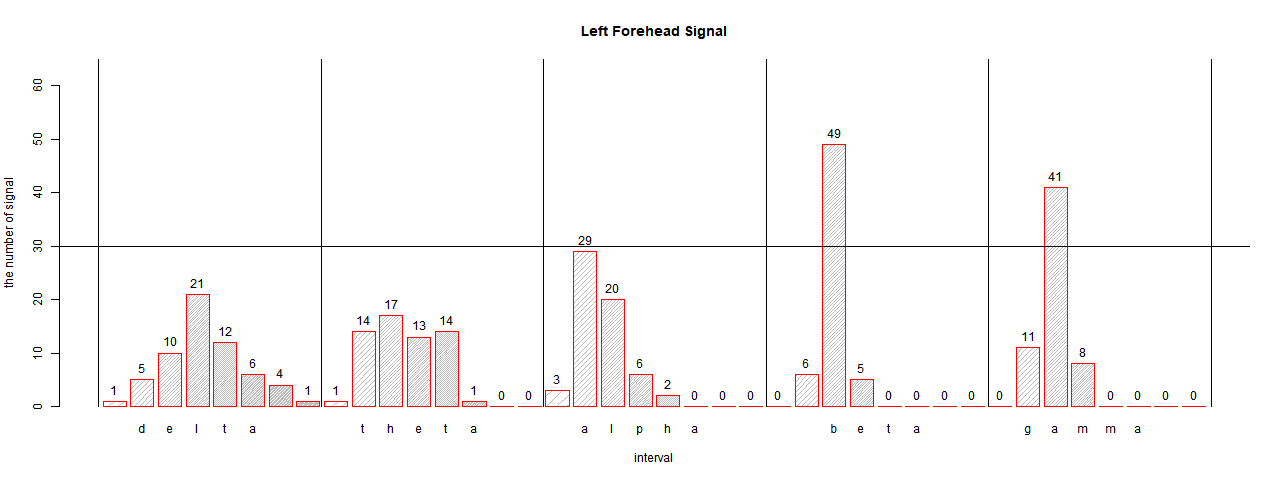 Left Forehead Signal
the number of signal
60
50
40
30
20
10
0
1 5 10 21 12 6 4 1 1 14 17 13 14 1 0 0 3 29 20 6 2 0 0 0 0 6 49 5 0 0 0 0 0 11 41 8 0 0 0 0
d e l t a t h e t a a l p h a b e t a g a m m a
interval